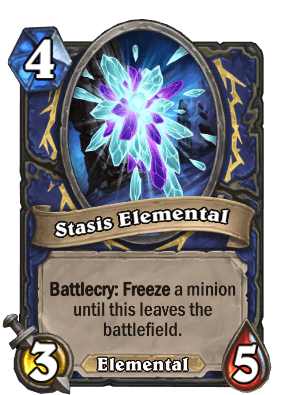 4
Stasis Elemental
Battlecry: Freeze a minion
until this leaves the
battlefield.
Elemental
3
5